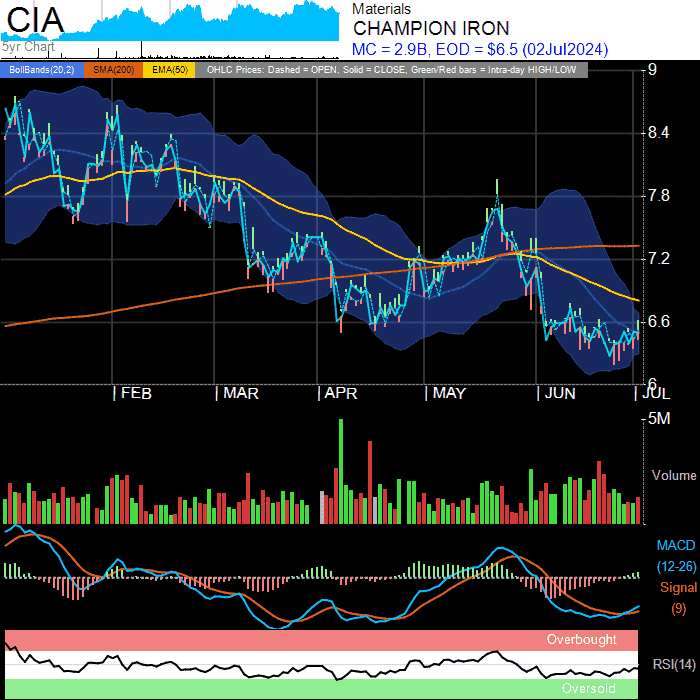 CIA
5yr Chart
Materials
CHAMPION IRON
MC = 2.9B, EOD = $6.5 (02Jul2024)
BollBands(20,2) SMA(200) EMA(50) OHLC Prices: Dashed = OPEN, Solid = CLOSE, Green/Red bars = Intra-day HIGH/LOW
9
8.4
7.8
7.2
6.6
6
FEB MAR APR MAY JUN JUL
5M
Volume
MACD
(12-26)
Signal
(9)
Overbought
RSI(14)
Oversold